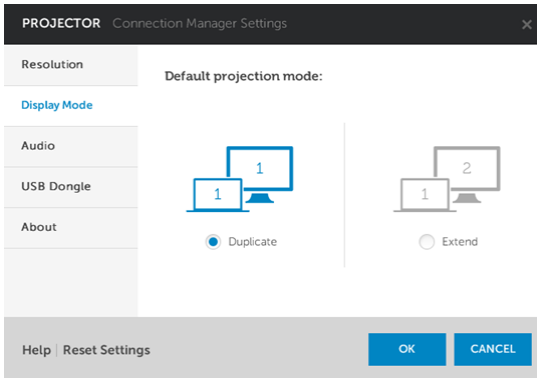 PROJECTOR Connection Manager Settings
Resolution
Display Mode
Audio
USB Dongle
About
Default projection mode:
1
1
Duplicate
2
1
Extend
Help | Reset Settings
OK
CANCEL